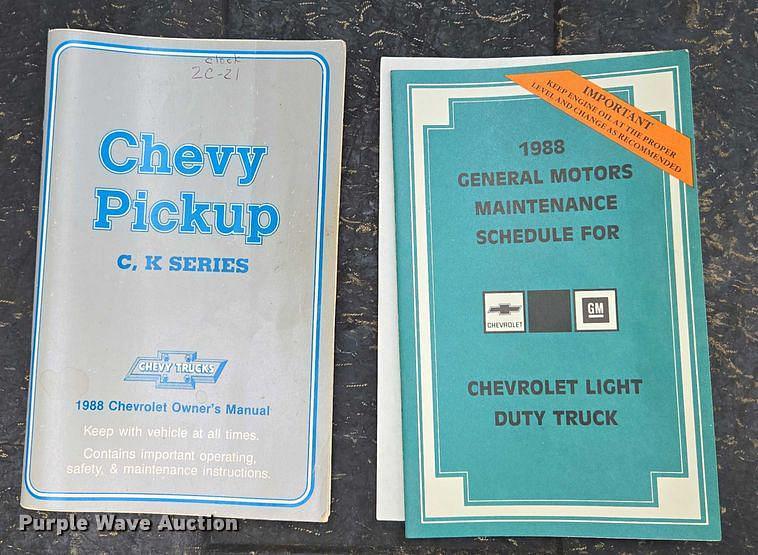 clock
2C-21
Chevy
Pickup
C, K SERIES
CHEVY TRUCKS
1988 Chevrolet Owner's Manual
Keep with vehicle at all times.
Contains important operating,
safety, & maintenance instructions.
IMPORTANT
KEEP ENGINE OIL AT THE PROPER
LEVEL AND CHANGE AS RECOMMENDED
1988
GENERAL MOTORS
MAINTENANCE
SCHEDULE FOR
CHEVROLET
GM
CHEVROLET LIGHT
DUTY TRUCK
Purple Wave Auction